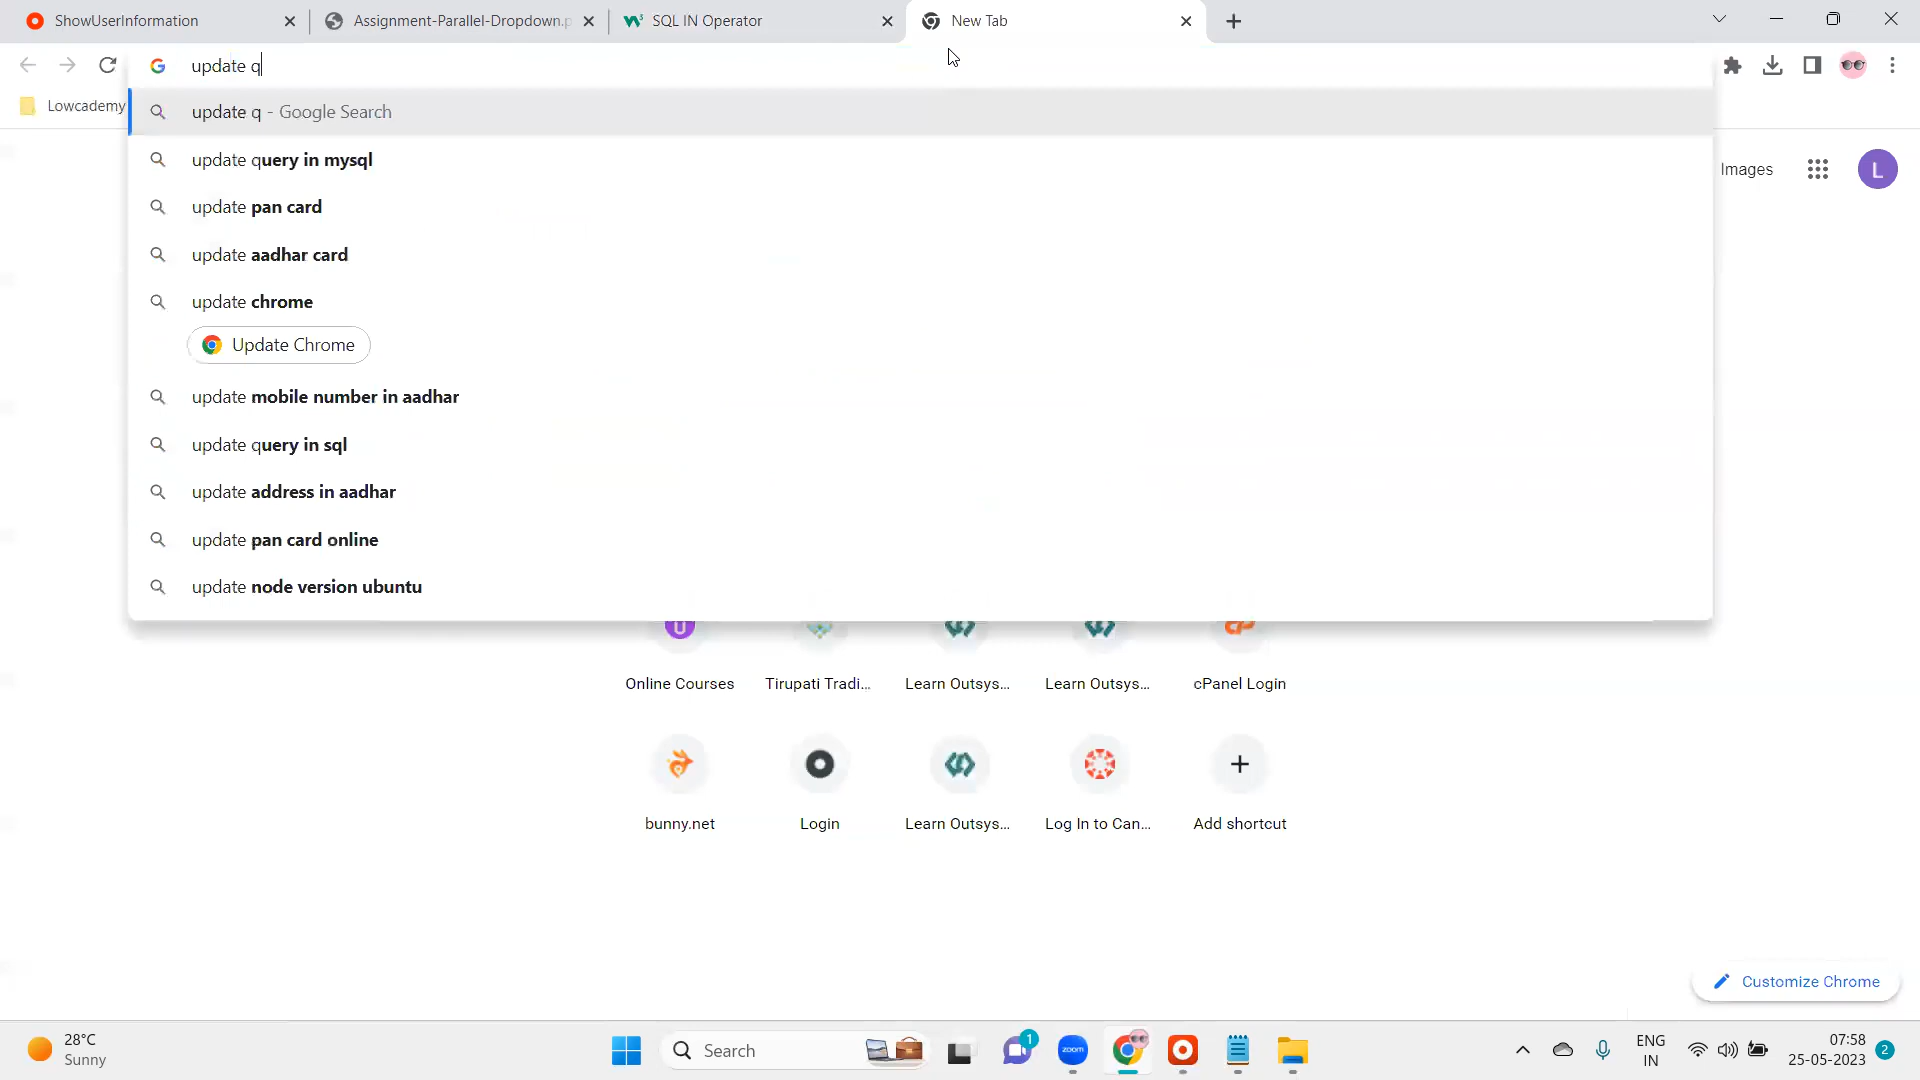 ShowUserInformation
Assignment-Parallel-Dropdown.p
SQL IN Operator
New Tab
update q
Lowcademy
update q - Google Search
update query in mysql
update pan card
update aadhar card
update chrome
Update Chrome
update mobile number in aadhar
update query in sql
update address in aadhar
update pan card online
update node version ubuntu
Images
L
Online Courses
Tirupati Tradi...
Learn Outsys...
Learn Outsys...
cPanel Login
bunny.net
Login
Learn Outsys...
Log In to Can...
Add shortcut
Customize Chrome
28°C
Sunny
Search
1
zoom
ENG
IN
07:58
25-05-2023
2